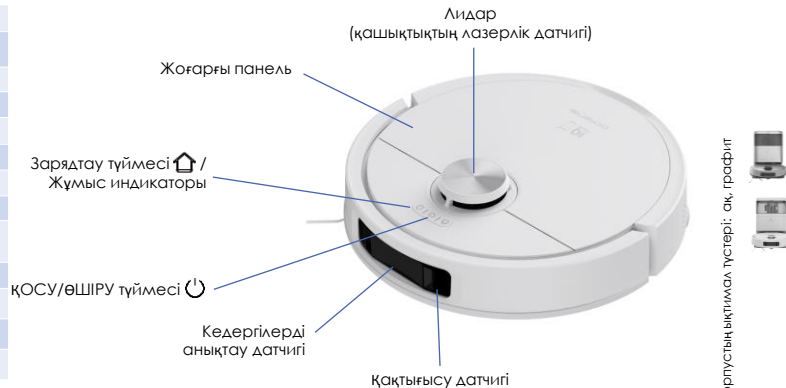 Лидар
(қашықтықтың лазерлік датчигі)
Жоғарғы панель
Зарядтау түймесі /
Жұмыс индикаторы
ҚОСУ/ӨШІРУ түймесі
Кедергілерді
анықтау датчигі
Қақтығысу датчигі
орпустың ықтимал түстері: ақ, графит